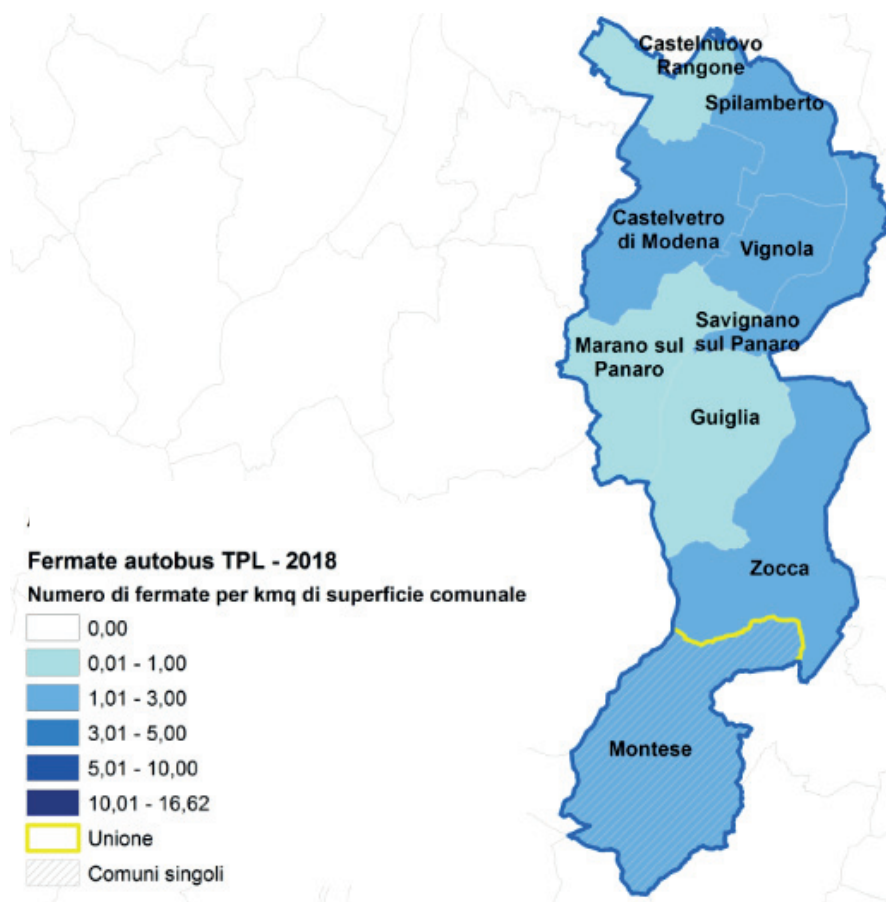 Castelnuovo
Rangone
Spilamberto
Castelvetro
di Modena
Vignola
Savignano
sul Panaro
Marano sul
Panaro
Guiglia
Zocca
Montese
Fermate autobus TPL - 2018
Numero di fermate per kmq di superficie comunale
0,00
0,01 - 1,00
1,01 - 3,00
3,01 - 5,00
5,01 - 10,00
10,01 - 16,62
Unione
Comuni singoli